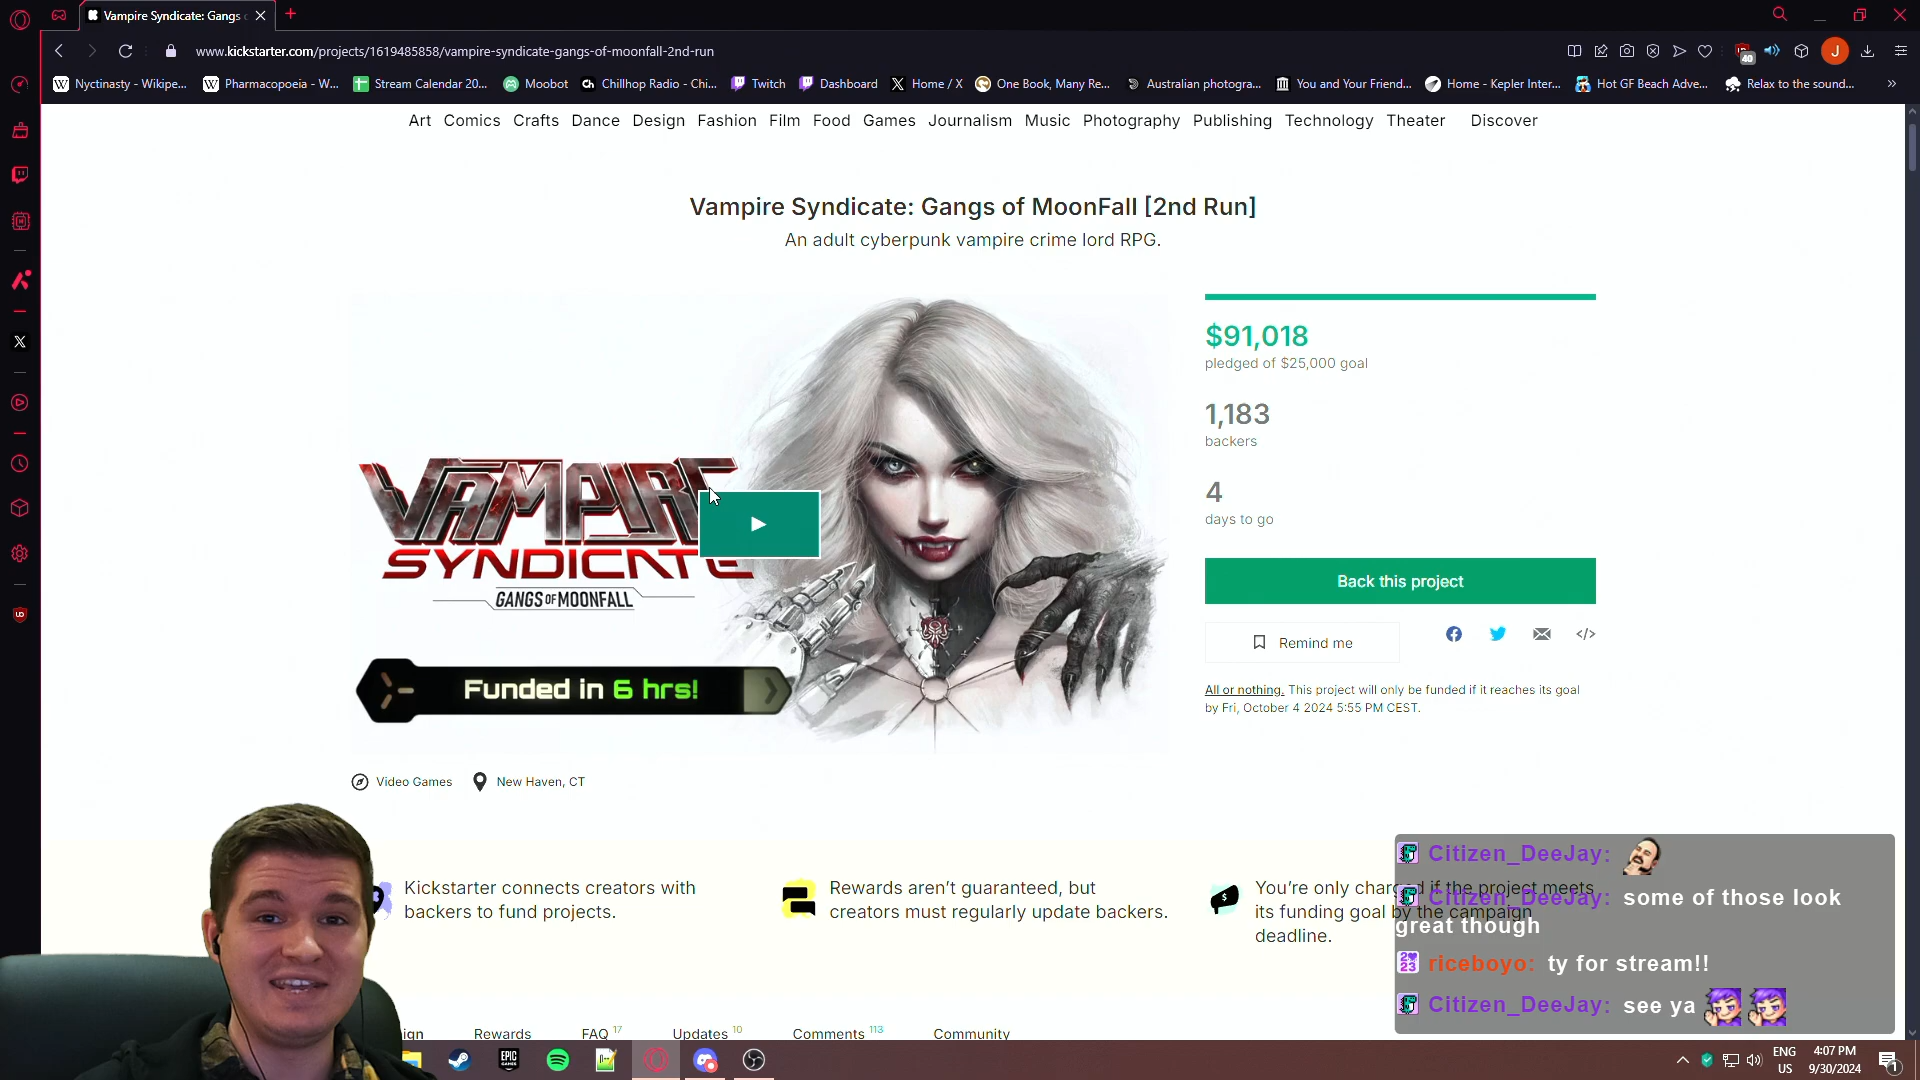 Vampire Syndicate: Gangs
www.kickstarter.com/projects/1619485858/vampire-syndicate-gangs-of-moonfall-2nd-run
40
J
Nyctinasty - Wikipe... Pharmacopoeia - W... Stream Calendar 20... Moobot Chillhop Radio - Chi... Twitch Dashboard Home / X One Book, Many Re... Australian photogra... You and Your Friend... Home - Kepler Inter... Hot GF Beach Adve... Relax to the sound...
Art Comics Crafts Dance Design Fashion Film Food Games Journalism Music Photography Publishing Technology Theater Discover
Vampire Syndicate: Gangs of MoonFall [2nd Run]
An adult cyberpunk vampire crime lord RPG.
$91,018
pledged of $25,000 goal
1,183
backers
4
days to go
Back this project
Remind me
All or nothing. This project will only be funded if it reaches its goal
by Fri, October 4 2024 5:55 PM CEST.
VAMPIRE
SYNDICATE
GANGS OF MOONFALL
Funded in 6 hrs!
Video Games New Haven, CT
Kickstarter connects creators with
backers to fund projects.
Rewards aren't guaranteed, but
creators must regularly update backers.
You're only charged if the project meets
its funding goal by the campaign
deadline.
Citizen_DeeJay:
Citizen_DeeJay: some of those look
great though
riceboyo: ty for stream!!
Citizen_DeeJay: see ya
Rewards FAQ 17 Updates 10 Comments 113 Community
ENG
US
4:07 PM
9/30/2024
1